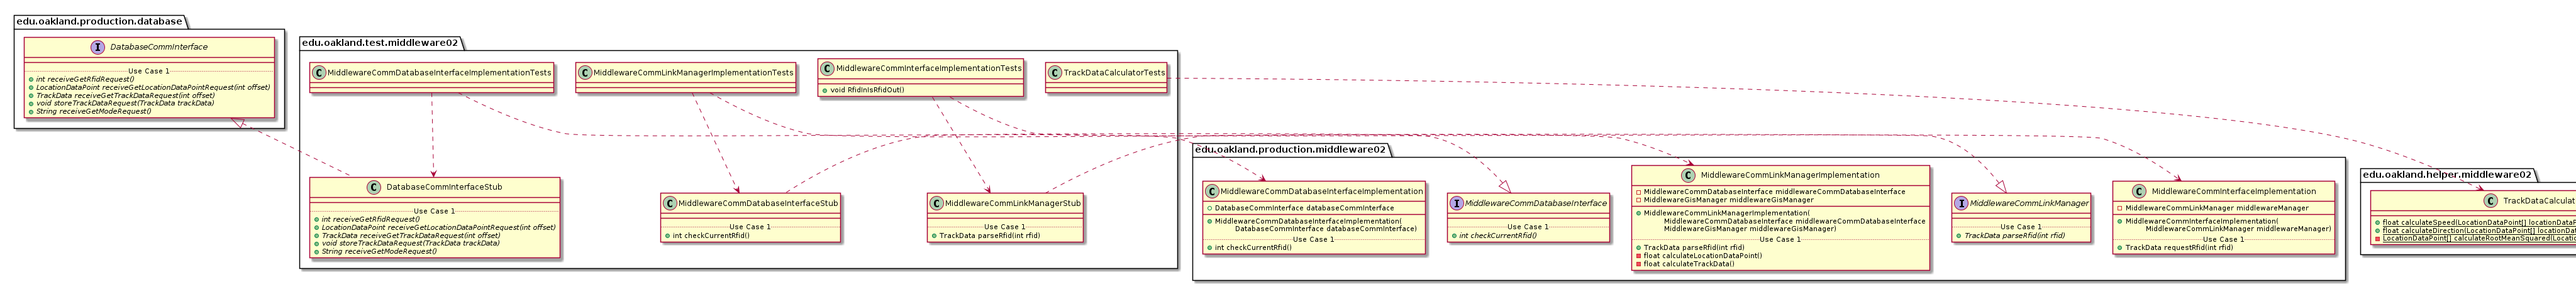 edu.oakland.production.database
I DatabaseCommInterface
Use Case 1
int receiveGetRfidRequest()
LocationDataPoint receiveGetLocationDataPointRequest(int offset)
TrackData receiveGetTrackDataRequest(int offset)
void storeTrackDataRequest(TrackData trackData)
String receiveGetModeRequest()
edu.oakland.test.middleware02
C MiddlewareCommDatabaseInterfaceImplementationTests
C MiddlewareCommLinkManagerImplementationTests
C MiddlewareCommInterfaceImplementationTests
void RfidInIsRfidOut()
C TrackDataCalculatorTests
C DatabaseCommInterfaceStub
Use Case 1
int receiveGetRfidRequest()
LocationDataPoint receiveGetLocationDataPointRequest(int offset)
TrackData receiveGetTrackDataRequest(int offset)
void storeTrackDataRequest(TrackData trackData)
String receiveGetModeRequest()
C MiddlewareCommDatabaseInterfaceStub
Use Case 1
int checkCurrentRfid()
C MiddlewareCommLinkManagerStub
Use Case 1
TrackData parseRfid(int rfid)
edu.oakland.production.middleware02
C MiddlewareCommDatabaseInterfaceImplementation
DatabaseCommInterface databaseCommInterface
MiddlewareCommDatabaseInterfaceImplementation(
DatabaseCommInterface databaseCommInterface)
Use Case 1
int checkCurrentRfid()
I MiddlewareCommDatabaseInterface
Use Case 1
int checkCurrentRfid()
C MiddlewareCommLinkManagerImplementation
MiddlewareCommDatabaseInterface middlewareCommDatabaseInterface
MiddlewareGisManager middlewareGisManager
MiddlewareCommLinkManagerImplementation(
MiddlewareCommDatabaseInterface middlewareCommDatabaseInterface
MiddlewareGisManager middlewareGisManager)
Use Case 1
TrackData parseRfid(int rfid)
float calculateLocationDataPoint()
float calculateTrackData()
I MiddlewareCommLinkManager
Use Case 1
TrackData parseRfid(int rfid)
C MiddlewareCommInterfaceImplementation
MiddlewareCommLinkManager middlewareManager
MiddlewareCommInterfaceImplementation(
MiddlewareCommLinkManager middlewareManager)
Use Case 1
TrackData requestRfid(int rfid)
edu.oakland.helper.middleware02
C TrackDataCalculat
float calculateSpeed(LocationDataPoint[] locationDataP
float calculateDirection(LocationDataPoint[] locationDat
LocationDataPoint[] calculateRootMeanSquared(Locatio